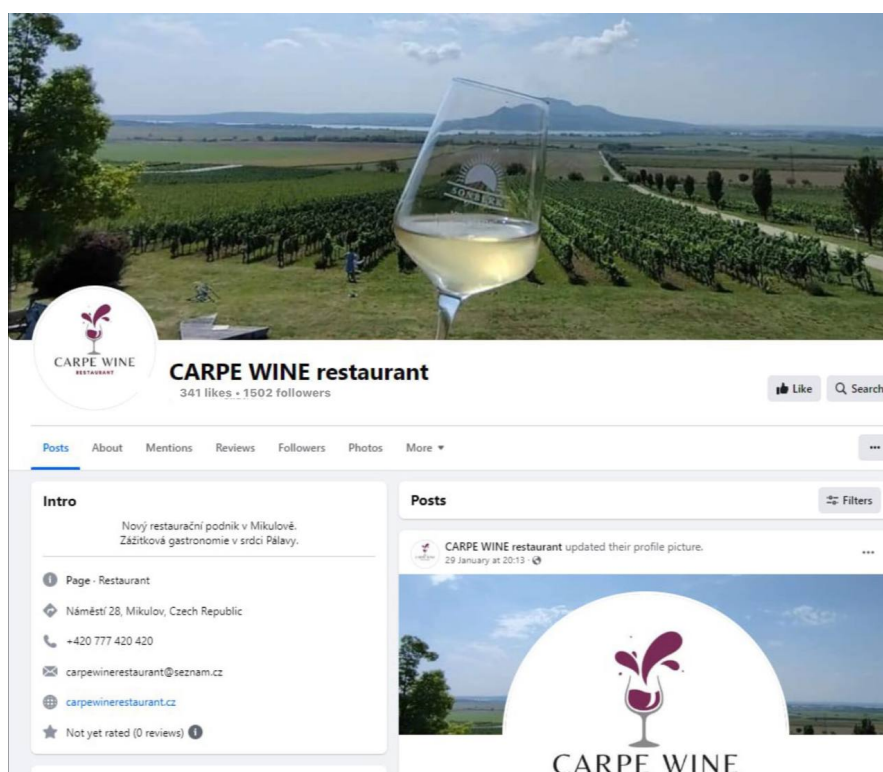 SONBERK
CARPE WINE
RESTAURANT
CARPE WINE restaurant
341 likes • 1502 followers
Like
Search
Posts
About
Mentions
Reviews
Followers
Photos
More
Intro
Nový restaurační podnik v Mikulově.
Zážitková gastronomie v srdci Pálavy.
Page · Restaurant
Náměstí 28, Mikulov, Czech Republic
+420 777 420 420
carpewinerestaurant@seznam.cz
carpewinerestaurant.cz
Not yet rated (0 reviews)
Posts
Filters
CARPE WINE restaurant updated their profile picture.
29 January at 20:13 ·
CARPE WINE